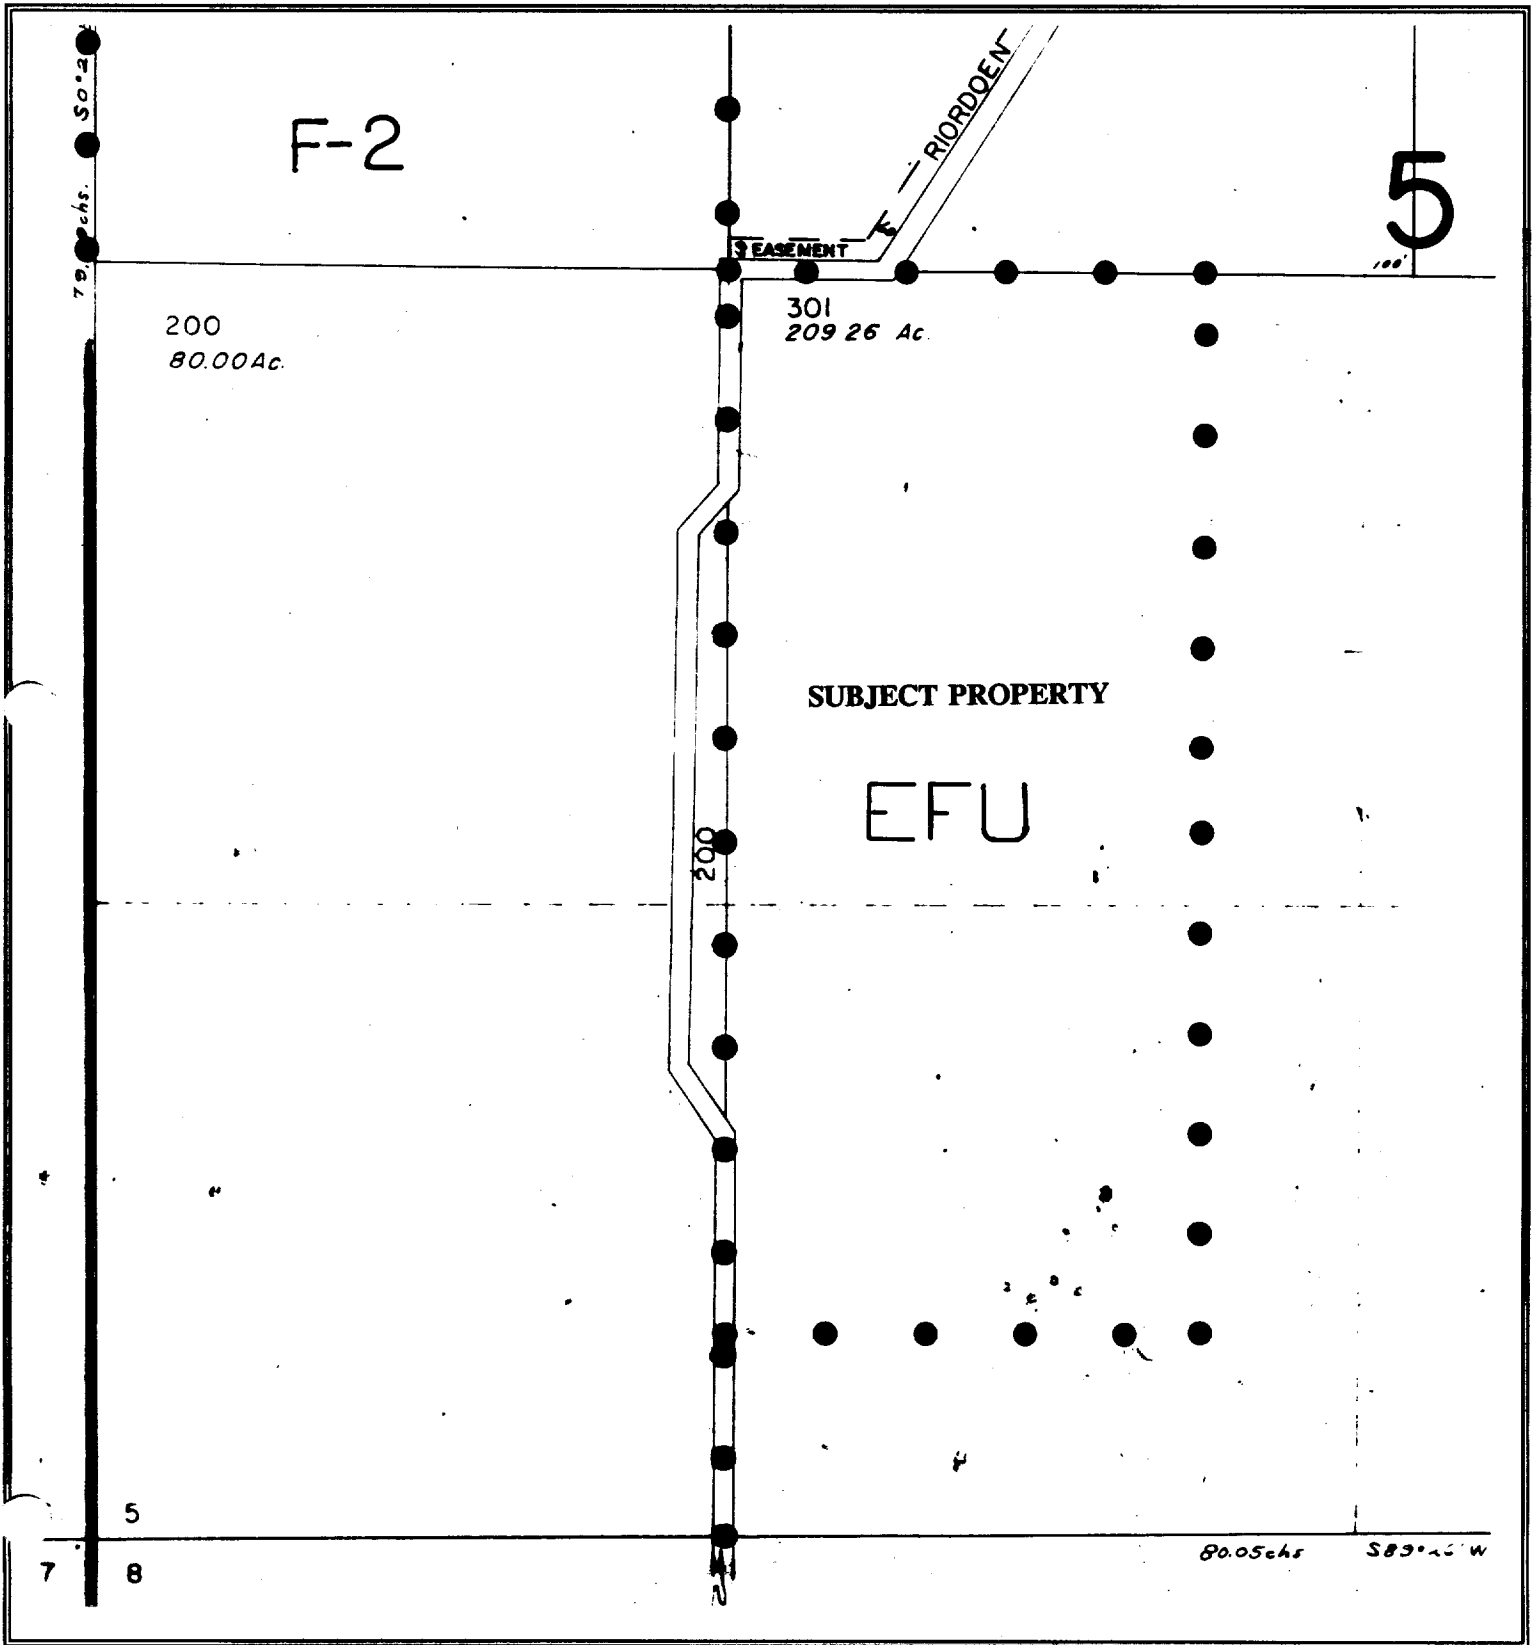 RIORDOEN
F-2
5
EASEMENT
100'
200
80.00Ac.
301
209 26 Ac.
SUBJECT PROPERTY
EFU
200
5
7
8
80.05chs